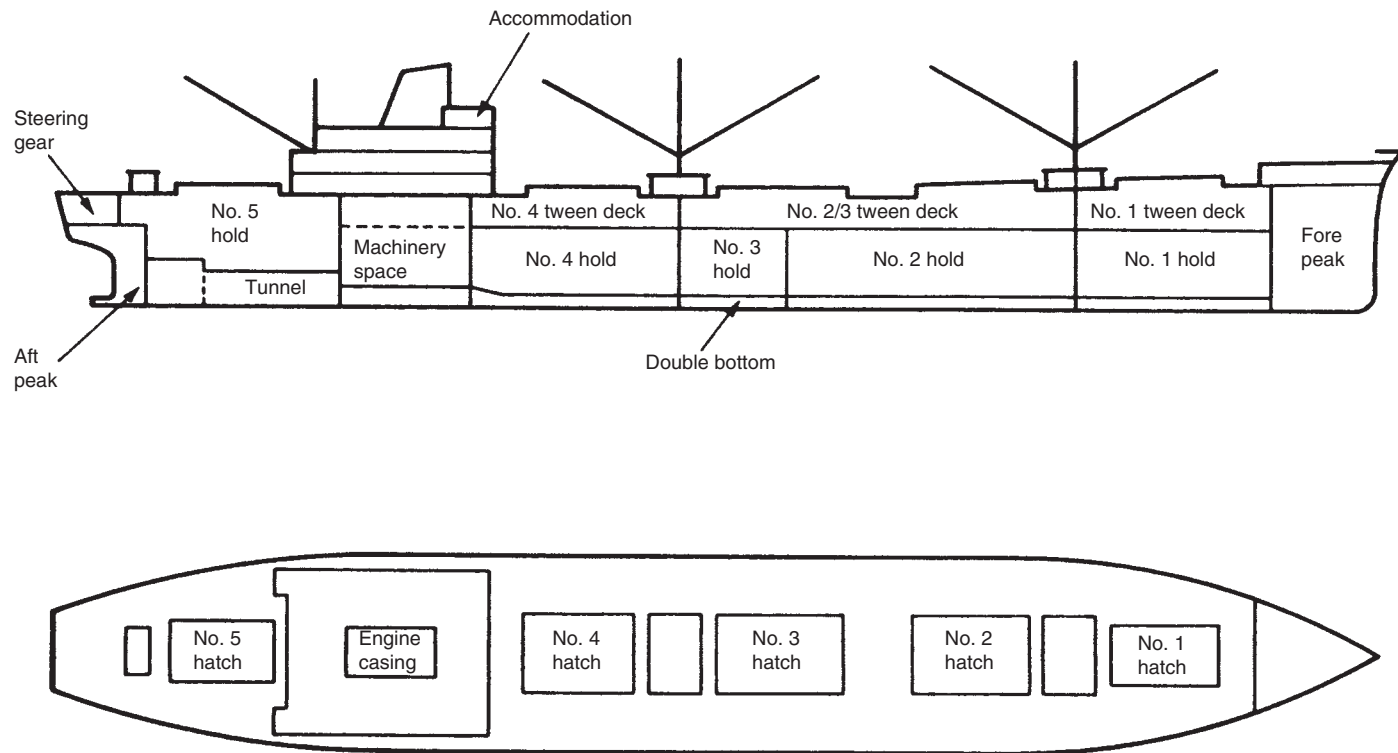 Accommodation
Steering
gear
No. 5
hold
No. 4 tween deck
No. 2/3 tween deck
No. 1 tween deck
Machinery
space
No. 4 hold
No. 3
hold
No. 2 hold
No. 1 hold
Fore
peak
Tunnel
Aft
peak
Double bottom
No. 5
hatch
Engine
casing
No. 4
hatch
No. 3
hatch
No. 2
hatch
No. 1
hatch